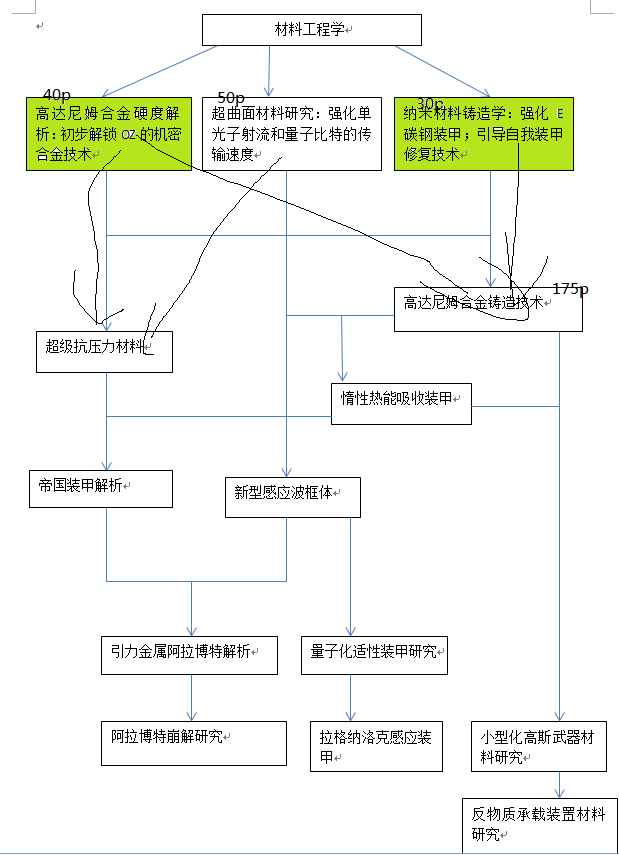 材料工程学
40p
50p
30p
高达尼姆合金硬度解
析：初步解锁 OZ 的机密
合金技术
超曲面材料研究：强化单
光子射流和量子比特的传
输速度
纳米材料铸造学：强化 E
碳钢装甲；引导自我装甲
修复技术
175p
高达尼姆合金铸造技术
超级抗压力材料
惰性热能吸收装甲
帝国装甲解析
新型感应波框体
引力金属阿拉博特解析
量子化适性装甲研究
阿拉博特崩解研究
拉格纳洛克感应装
甲
小型化高斯武器材
料研究
反物质承载装置材料
研究